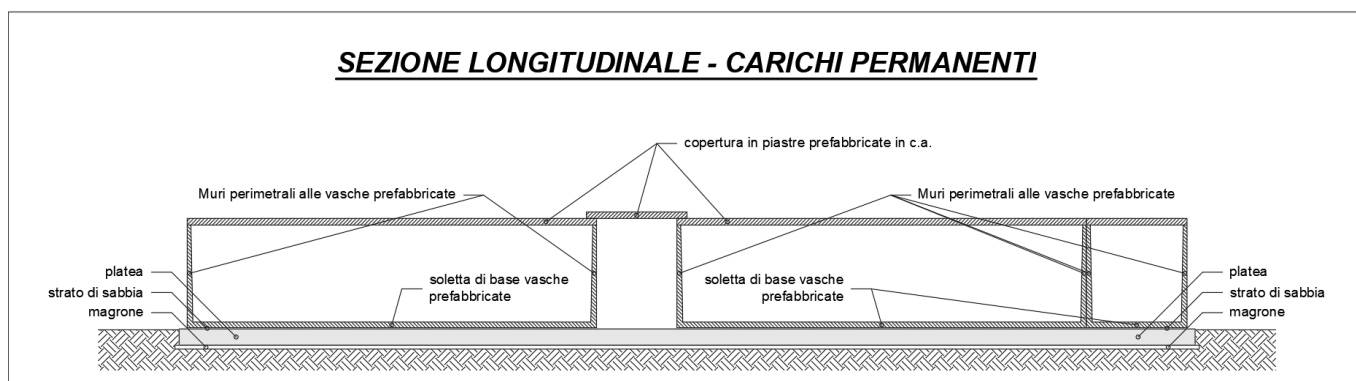 SEZIONE LONGITUDINALE - CARICHI PERMANENTI
copertura in piastre prefabbricate in c.a.
Muri perimetrali alle vasche prefabbricate
Muri perimetrali alle vasche prefabbricate
platea
strato di sabbia
magrone
soletta di base vasche
prefabbricate
soletta di base vasche
prefabbricate
platea
strato di sabbia
magrone